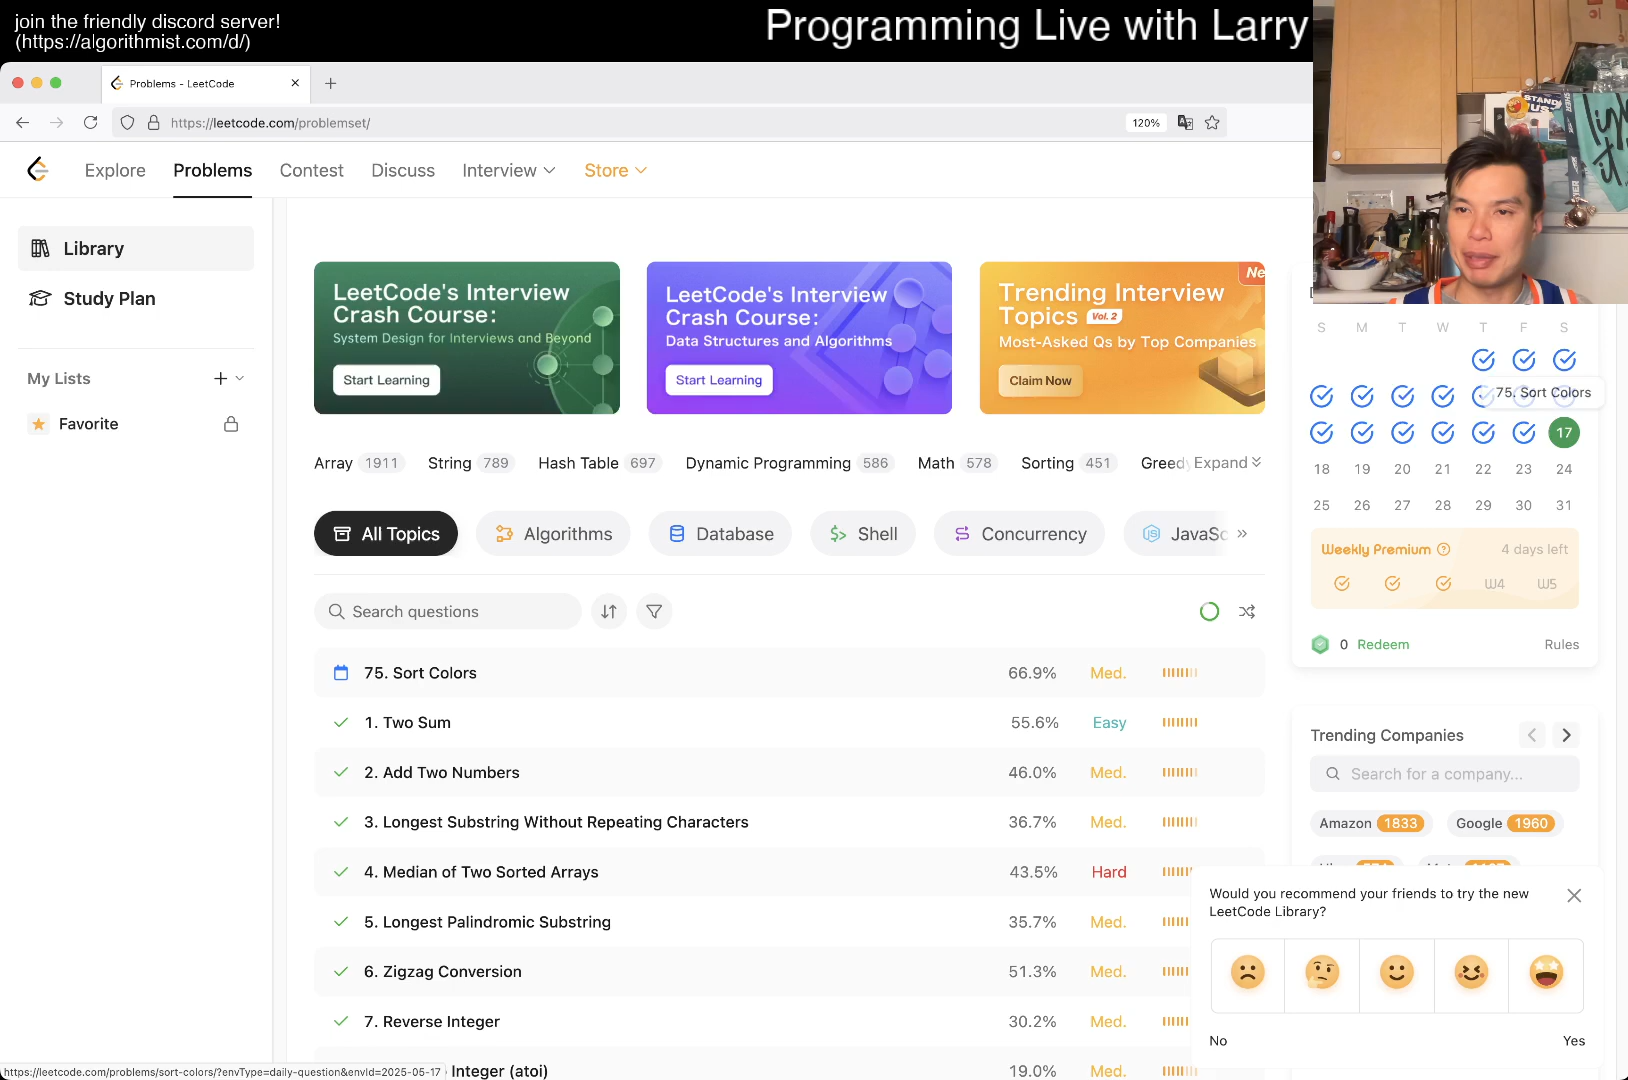 join the friendly discord server!
(https://algorithmist.com/d/)
Programming Live with Larry
Problems - LeetCode
https://leetcode.com/problemset/
120%
Explore
Problems
Contest
Discuss
Interview
Store
Library
Study Plan
My Lists
Favorite
LeetCode's Interview
Crash Course:
System Design for Interviews and Beyond
Start Learning
LeetCode's Interview
Crash Course:
Data Structures and Algorithms
Start Learning
Trending Interview
Topics Vol. 2
Most-Asked Qs by Top Companies
Claim Now
Array 1911
String 789
Hash Table 697
Dynamic Programming 586
Math 578
Sorting 451
Greedy
Expand
All Topics
Algorithms
Database
Shell
Concurrency
JavaSc
Search questions
75. Sort Colors 66.9% Med.
1. Two Sum 55.6% Easy
2. Add Two Numbers 46.0% Med.
3. Longest Substring Without Repeating Characters 36.7% Med.
4. Median of Two Sorted Arrays 43.5% Hard
5. Longest Palindromic Substring 35.7% Med.
6. Zigzag Conversion 51.3% Med.
7. Reverse Integer 30.2% Med.
Integer (atoi) 19.0% Med.
https://leetcode.com/problems/sort-colors/?envType=daily-question&envId=2025-05-17
S M T W T F S
75. Sort Colors
17
18 19 20 21 22 23 24
25 26 27 28 29 30 31
Weekly Premium
4 days left
W4 W5
0 Redeem
Rules
Trending Companies
Search for a company...
Amazon 1833
Google 1960
Would you recommend your friends to try the new
LeetCode Library?
No
Yes